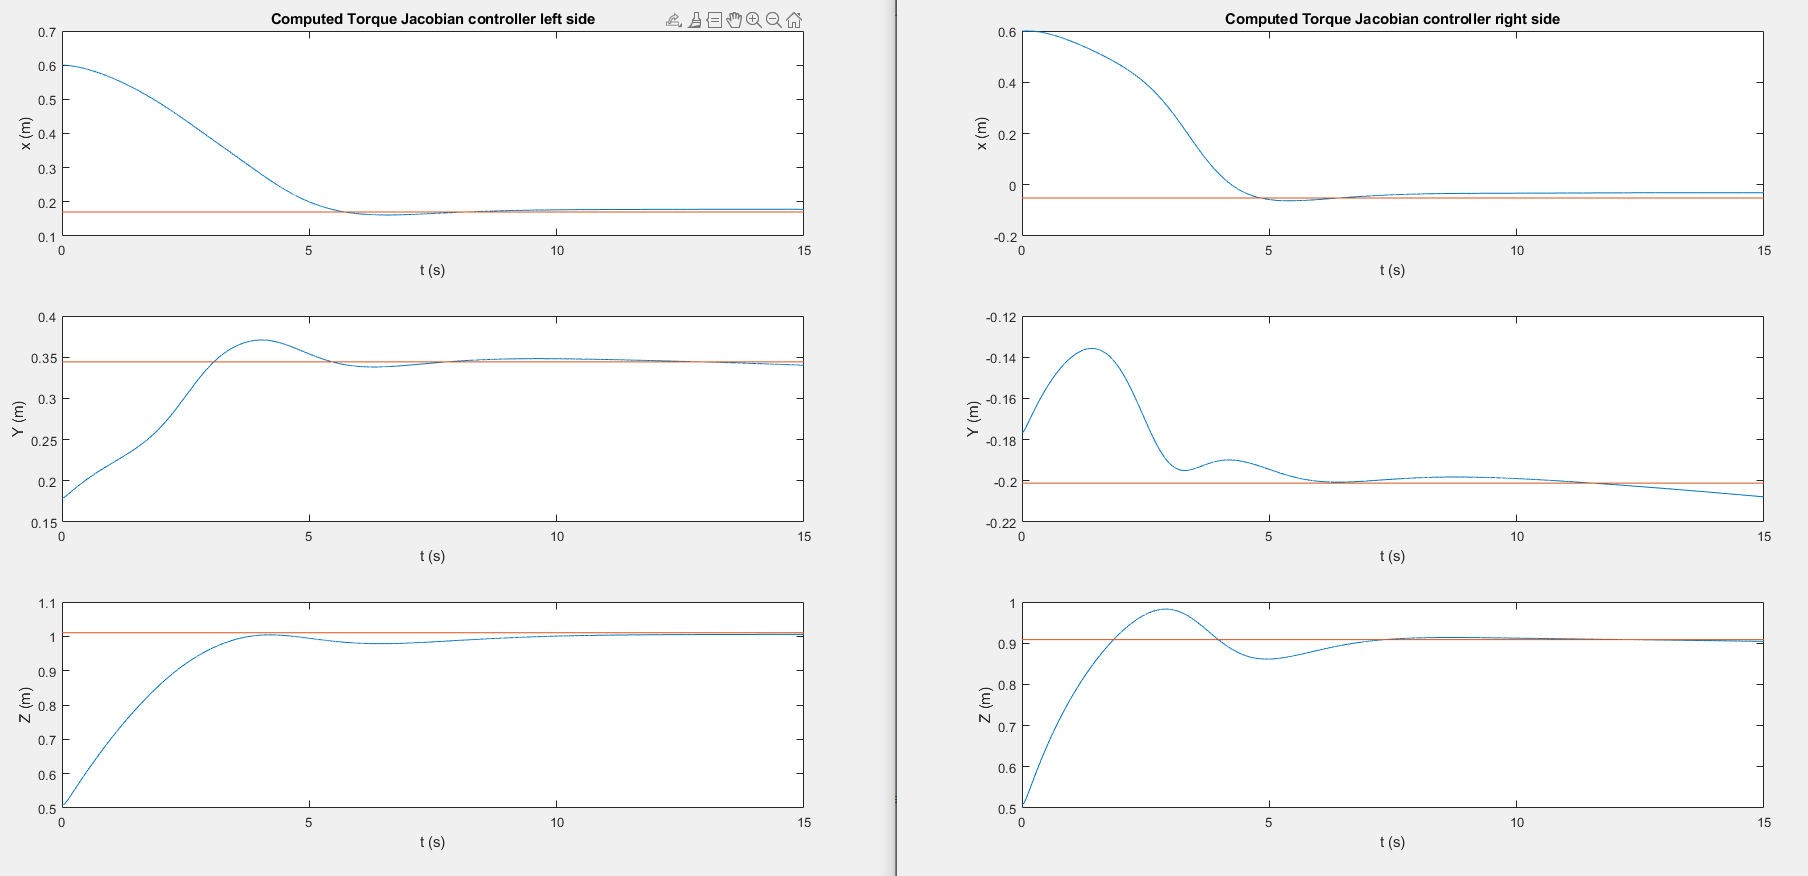 Computed Torque Jacobian controller left side
0.7
0.6
0.5
0.4
0.3
0.2
0.1
x (m)
0 5 10 15
t (s)
0.4
0.35
0.3
0.25
0.2
0.15
Y (m)
0 5 10 15
t (s)
1.1
1
0.9
0.8
0.7
0.6
0.5
Z (m)
0 5 10 15
t (s)
Computed Torque Jacobian controller right side
0.6
0.4
0.2
0
-0.2
x (m)
0 5 10 15
t (s)
-0.12
-0.14
-0.16
-0.18
-0.2
-0.22
Y (m)
0 5 10 15
t (s)
1
0.9
0.8
0.7
0.6
0.5
Z (m)
0 5 10 15
t (s)